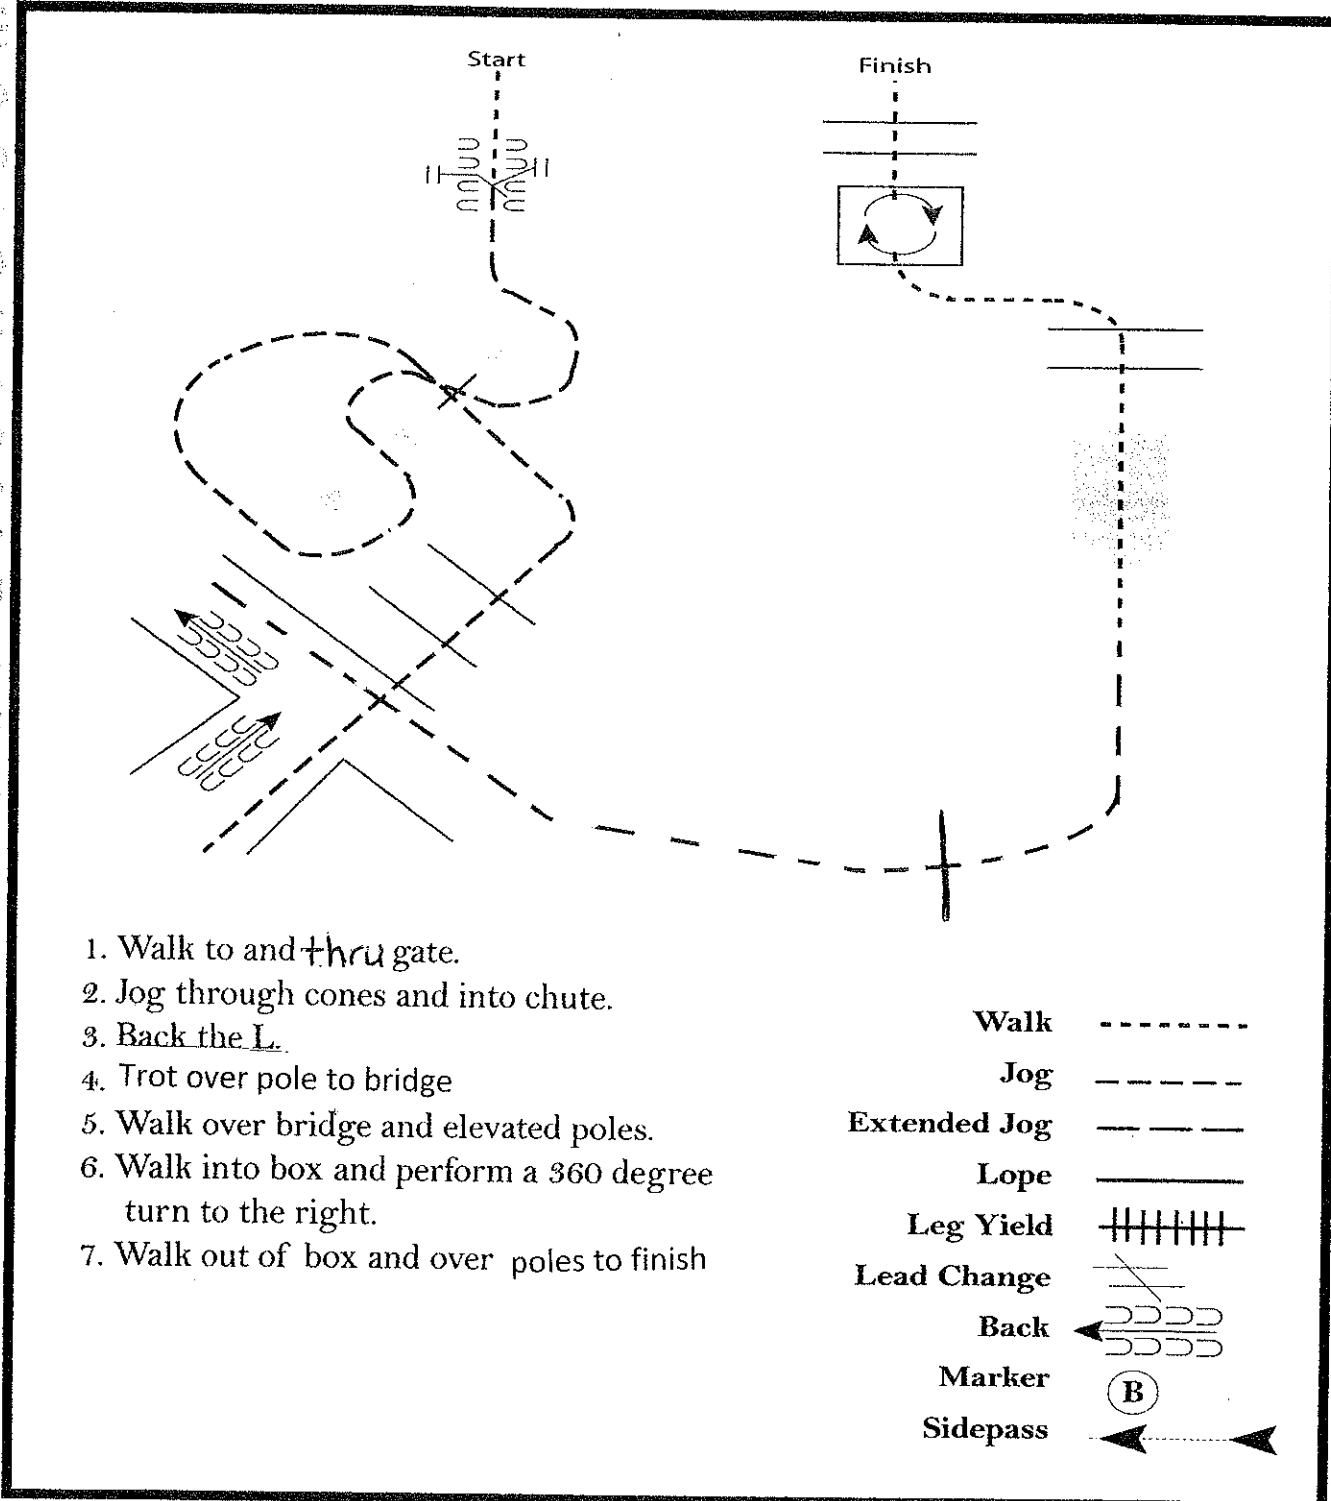 Start
Finish
1. Walk to and thru gate.
2. Jog through cones and into chute.
3. Back the L.
4. Trot over pole to bridge
5. Walk over bridge and elevated poles.
6. Walk into box and perform a 360 degree
turn to the right.
7. Walk out of box and over poles to finish
Walk
Jog
Extended Jog
Lope
Leg Yield
Lead Change
Back
Marker B
Sidepass